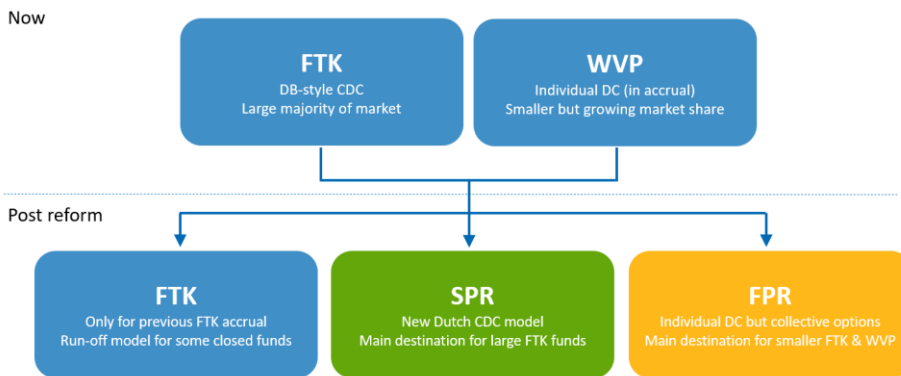 Now
FTK
DB-style CDC
Large majority of market
WVP
Individual DC (in accrual)
Smaller but growing market share
Post reform
FTK
Only for previous FTK accrual
Run-off model for some closed funds
SPR
New Dutch CDC model
Main destination for large FTK funds
FPR
Individual DC but collective options
Main destination for smaller FTK & WVP